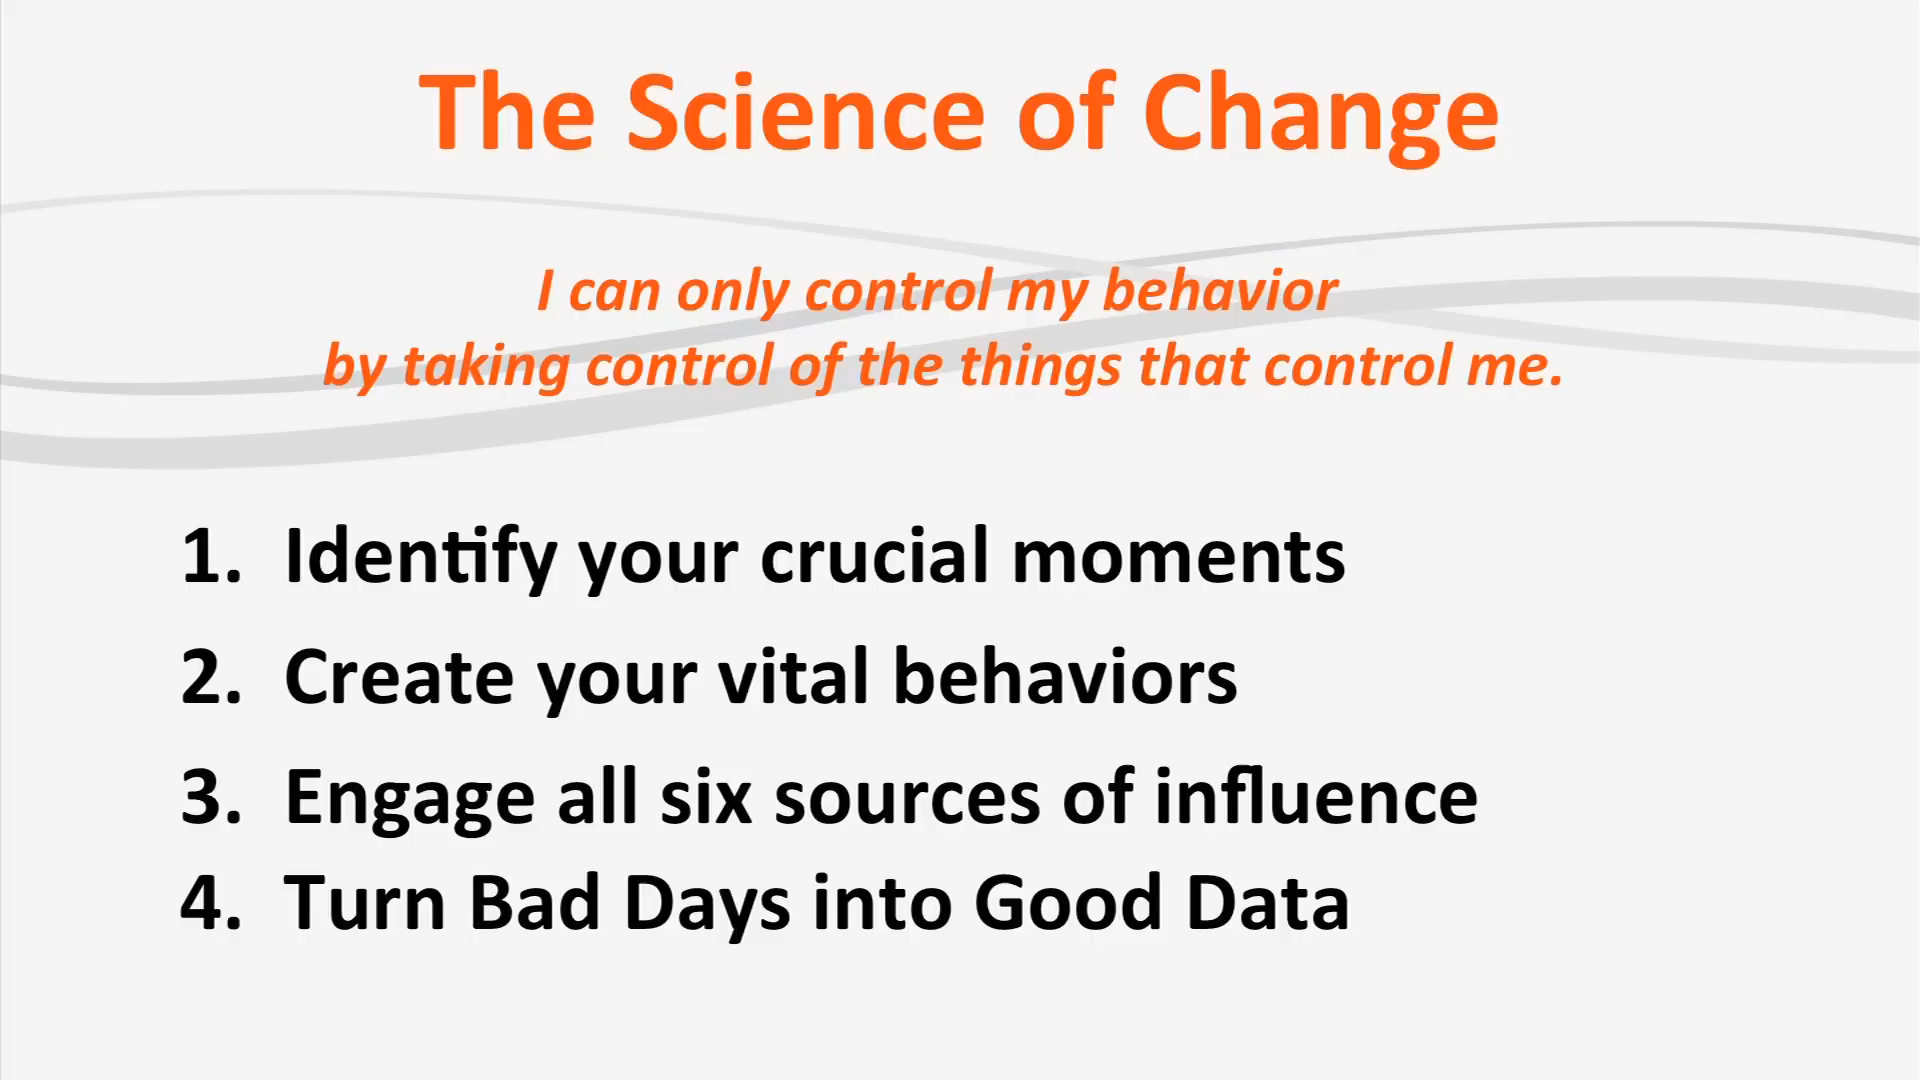 The Science of Change
I can only control my behavior
by taking control of the things that control me.
1. Identify your crucial moments
2. Create your vital behaviors
3. Engage all six sources of influence
4. Turn Bad Days into Good Data